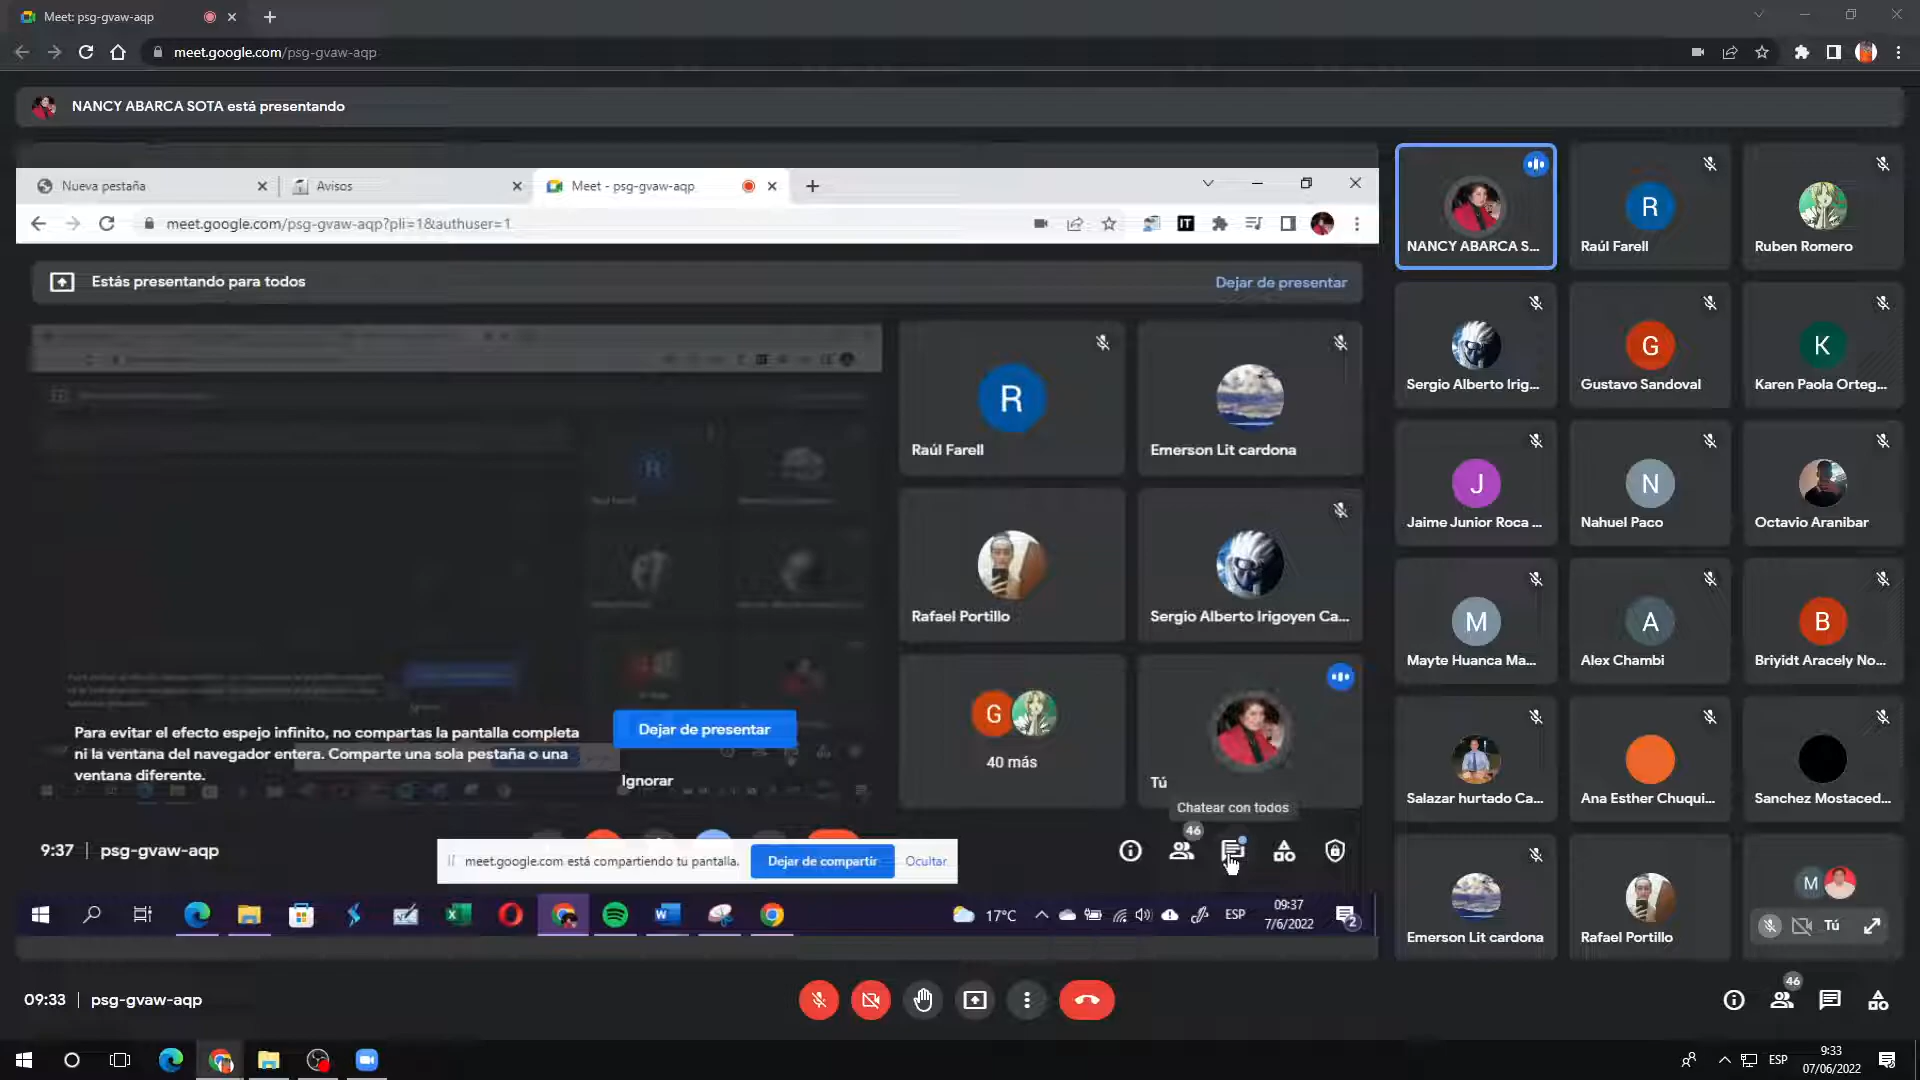 Meet: psg-gvaw-aqp
meet.google.com/psg-gvaw-aqp
NANCY ABARCA SOTA está presentando
Nueva pestaña
Avisos
Meet - psg-gvaw-aqp
meet.google.com/psg-gvaw-aqp?pli=1&authuser=1
IT
Estás presentando para todos
Dejar de presentar
R
Raúl Farell
Emerson Lit cardona
Rafael Portillo
Sergio Alberto Irigoyen Ca...
G
40 más
Tú
Para evitar el efecto espejo infinito, no compartas la pantalla completa
ni la ventana del navegador entera. Comparte una sola pestaña o una
ventana diferente.
Dejar de presentar
Ignorar
Chatear con todos
9:37 | psg-gvaw-aqp
meet.google.com está compartiendo tu pantalla.
Dejar de compartir
Ocultar
46
17°C
ESP
09:37
7/6/2022
2
NANCY ABARCA S...
R
Raúl Farell
Ruben Romero
Sergio Alberto Irig...
G
Gustavo Sandoval
K
Karen Paola Orteg...
J
Jaime Junior Roca ...
N
Nahuel Paco
Octavio Aranibar
M
Mayte Huanca Ma...
A
Alex Chambi
B
Briyidt Aracely No...
Salazar hurtado Ca...
Ana Esther Chuqui...
Sanchez Mostaced...
Emerson Lit cardona
Rafael Portillo
M
Tú
09:33 | psg-gvaw-aqp
46
ESP
9:33
07/06/2022